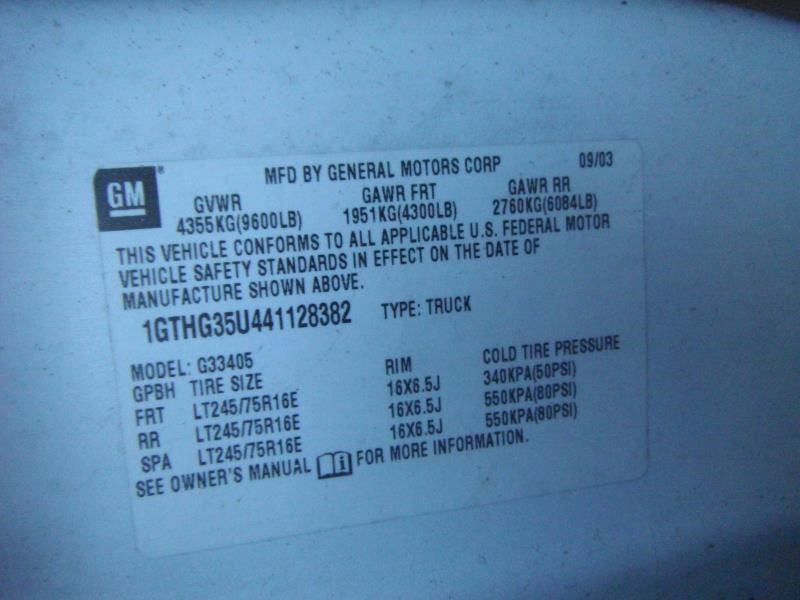 GM ® MFD BY GENERAL MOTORS CORP 09/03
GVWR GAWR FRT GAWR RR
4355KG(9600LB) 1951KG(4300LB) 2760KG(6084LB)
THIS VEHICLE CONFORMS TO ALL APPLICABLE U.S. FEDERAL MOTOR
VEHICLE SAFETY STANDARDS IN EFFECT ON THE DATE OF
MANUFACTURE SHOWN ABOVE.
1GTHG35U441128382 TYPE: TRUCK
MODEL: G33405
GPBH TIRE SIZE RIM COLD TIRE PRESSURE
FRT LT245/75R16E 16X6.5J 340KPA(50PSI)
RR LT245/75R16E 16X6.5J 550KPA(80PSI)
SPA LT245/75R16E 16X6.5J 550KPA(80PSI)
SEE OWNER'S MANUAL i FOR MORE INFORMATION.